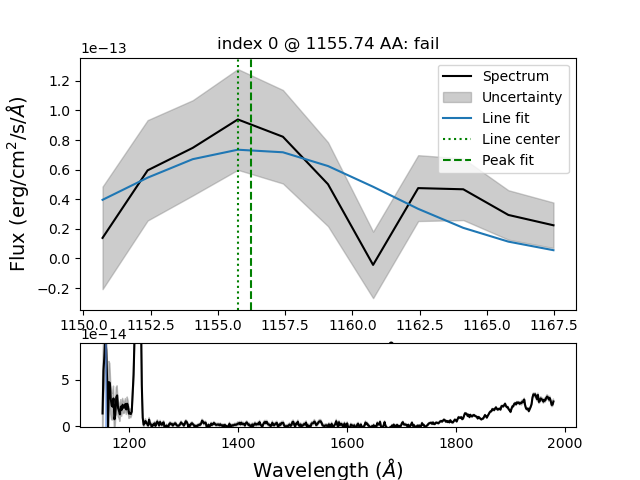 index 0 @ 1155.74 AA: fail
1e−13
Flux (erg/cm²/s/Å)
1.2
1.0
0.8
0.6
0.4
0.2
0.0
−0.2
Spectrum
Uncertainty
Line fit
Line center
Peak fit
1150.0 1152.5 1155.0 1157.5 1160.0 1162.5 1165.0 1167.5
1e−14
5
0
1200 1400 1600 1800 2000
Wavelength (Å)